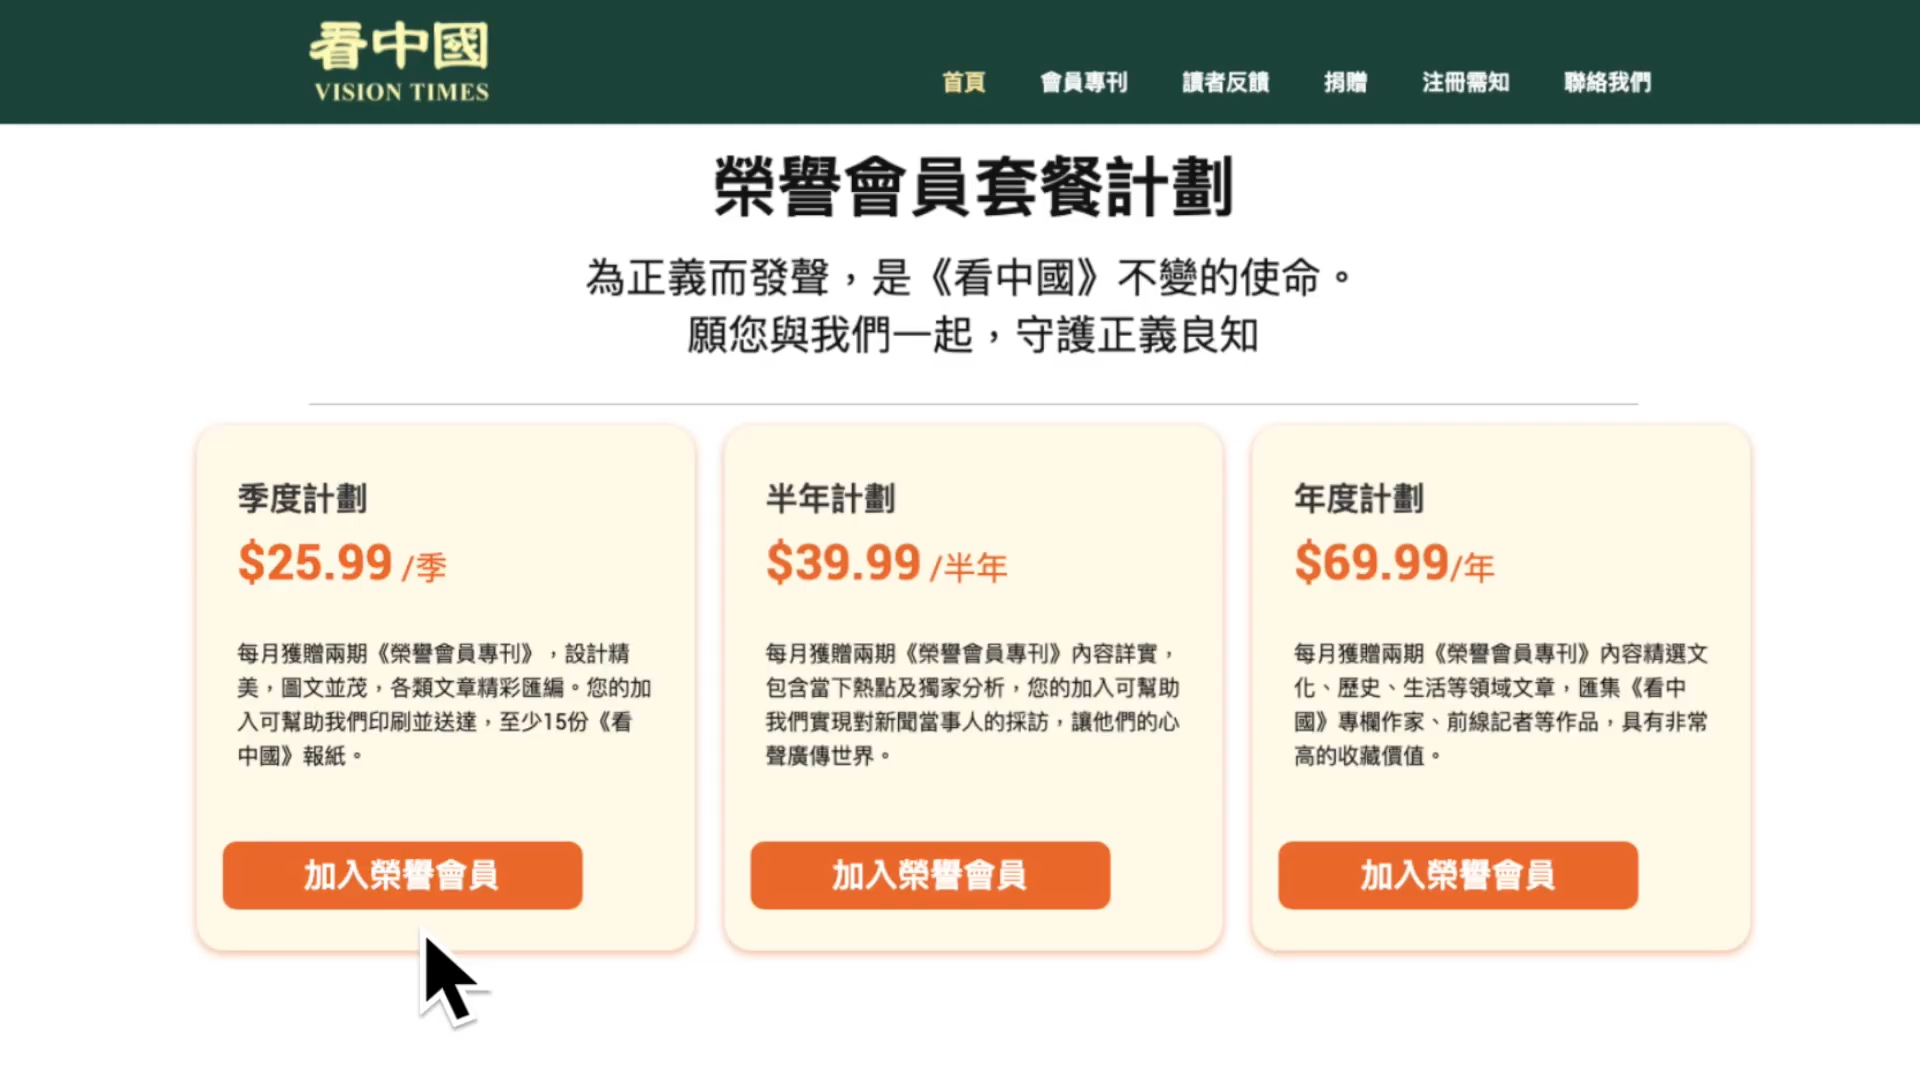 看中國
VISION TIMES
首頁 會員專刊 讀者反饋 捐贈 注冊需知 聯絡我們
榮譽會員套餐計劃
為正義而發聲，是《看中國》不變的使命。
願您與我們一起，守護正義良知
季度計劃
$25.99 /季
每月獲贈兩期《榮譽會員專刊》，設計精
美，圖文並茂，各類文章精彩匯編。您的加
入可幫助我們印刷並送達，至少15份《看
中國》報紙。
加入榮譽會員
半年計劃
$39.99 /半年
每月獲贈兩期《榮譽會員專刊》內容詳實，
包含當下熱點及獨家分析，您的加入可幫助
我們實現對新聞當事人的採訪，讓他們的心
聲廣傳世界。
加入榮譽會員
年度計劃
$69.99/年
每月獲贈兩期《榮譽會員專刊》內容精選文
化、歷史、生活等領域文章，匯集《看中
國》專欄作家、前線記者等作品，具有非常
高的收藏價值。
加入榮譽會員